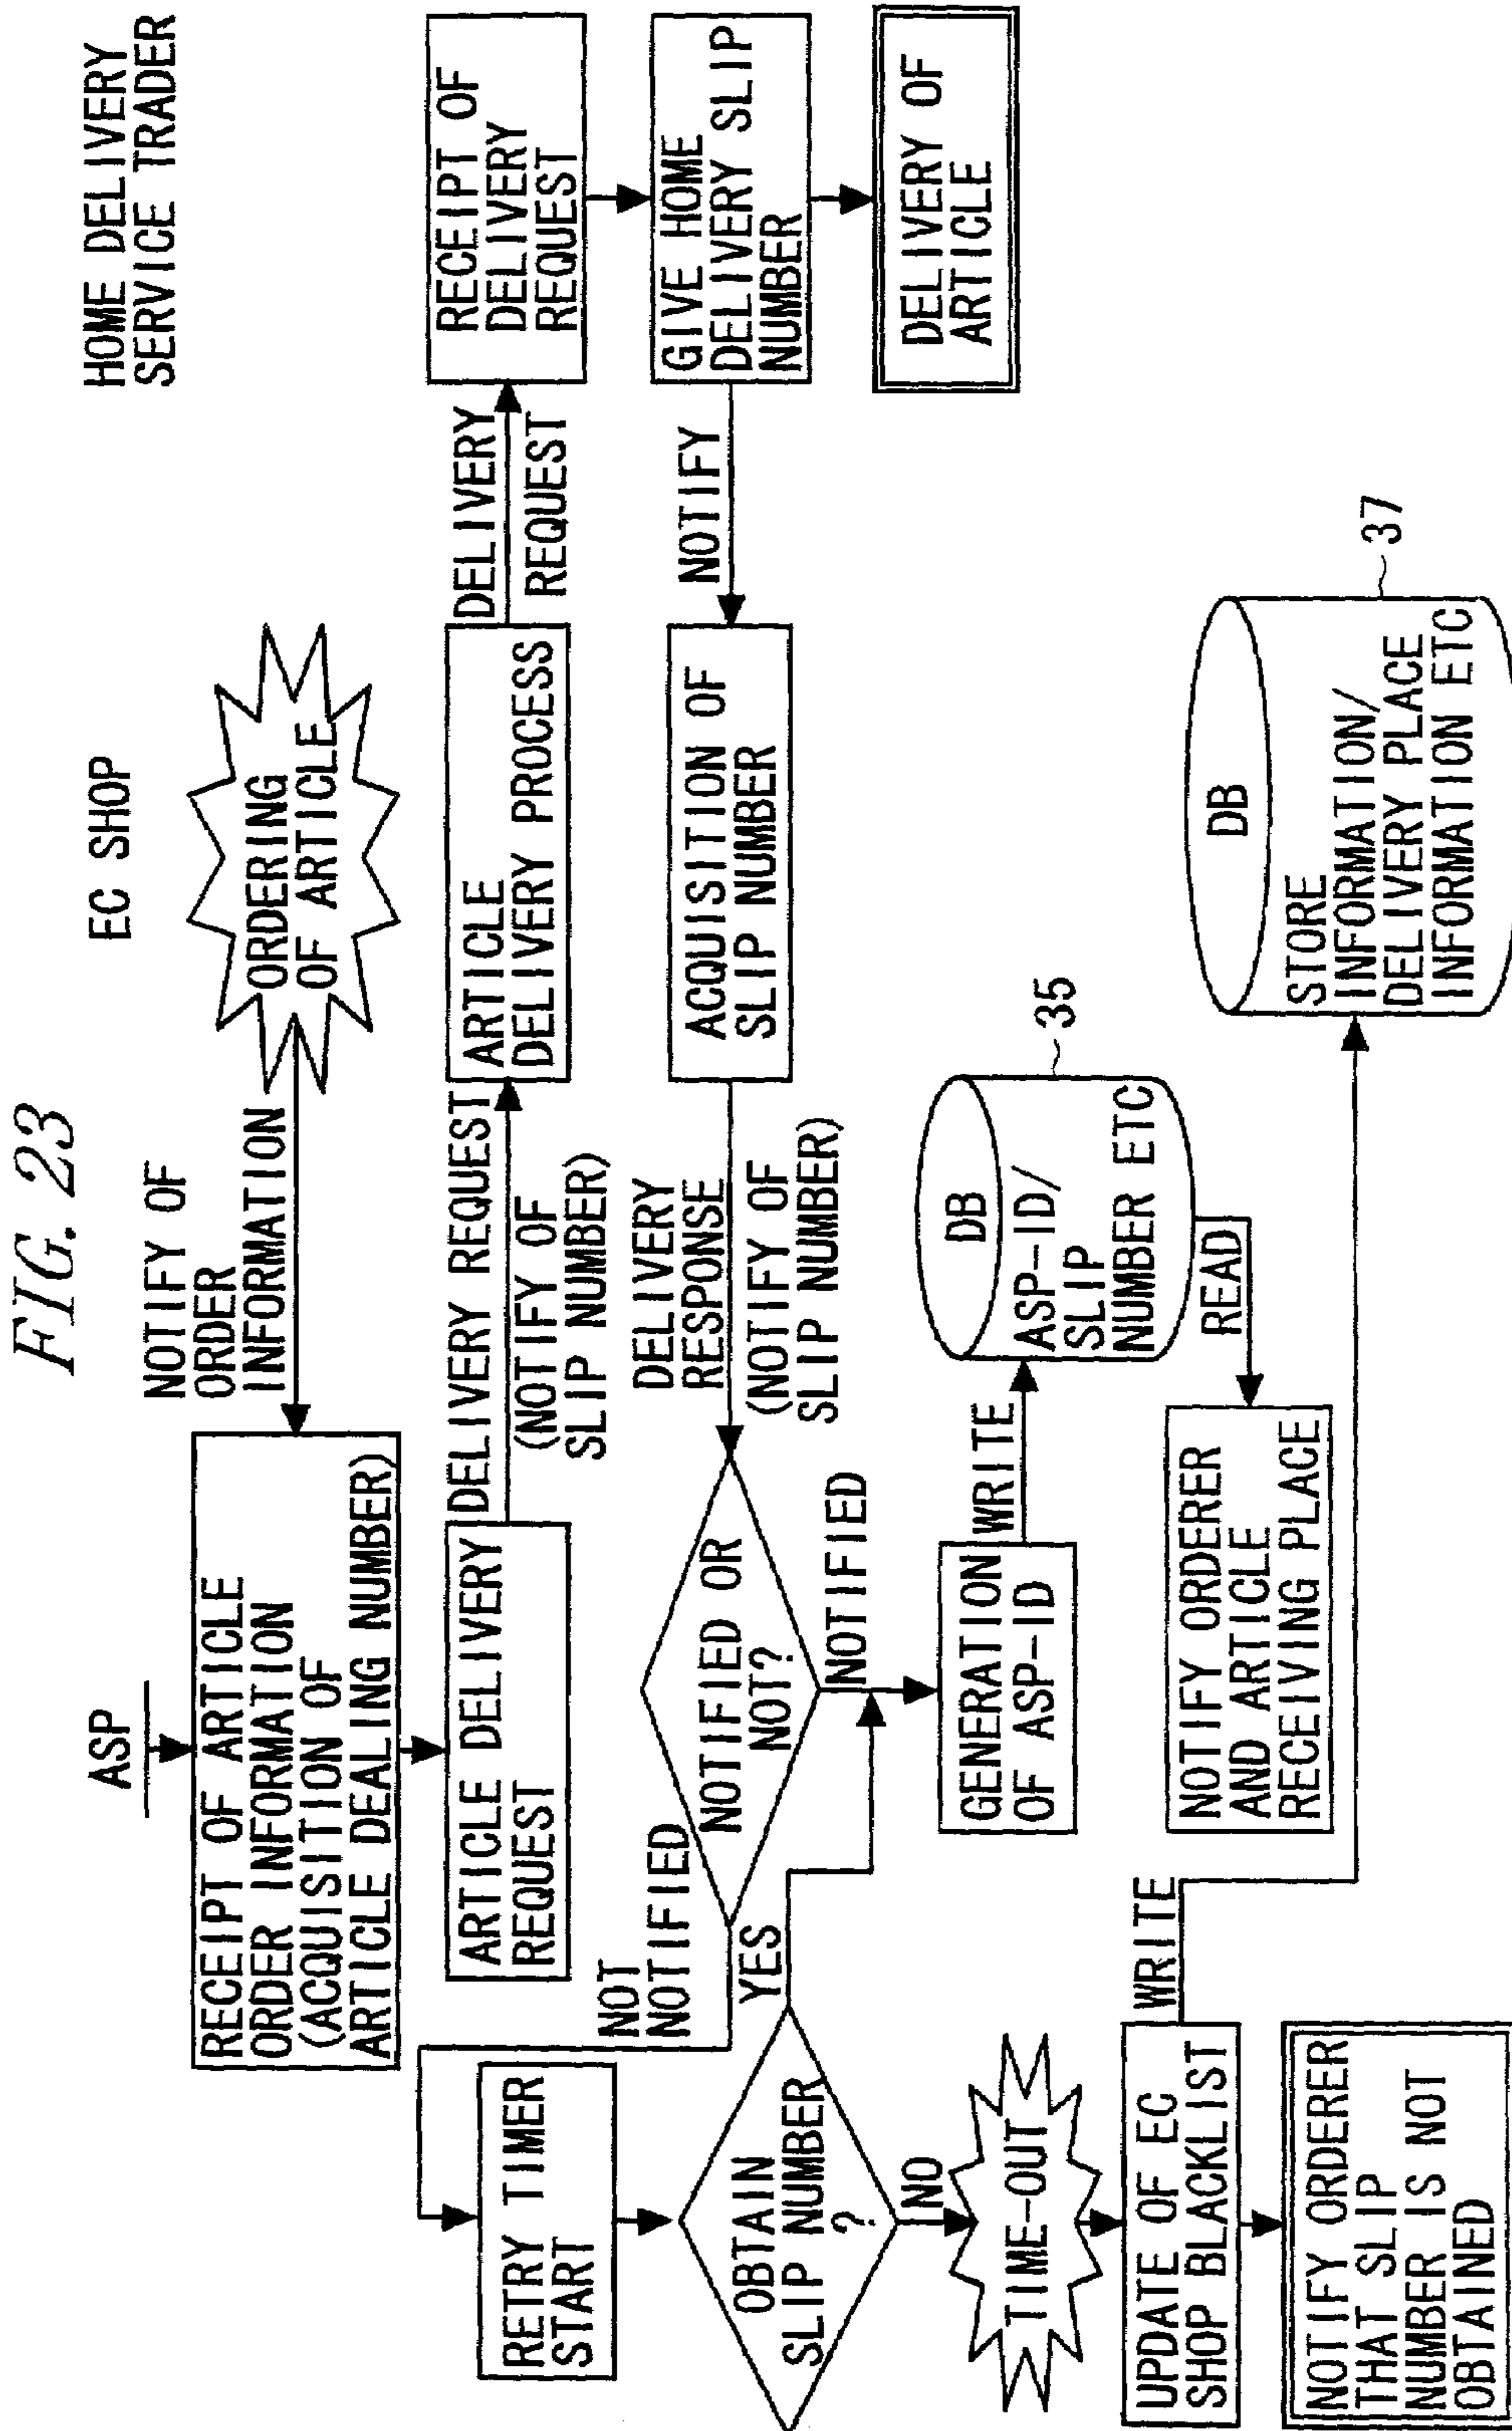 FIG. 23
ASP
EC SHOP
HOME DELIVERY
SERVICE TRADER
RECEIPT OF ARTICLE
ORDER INFORMATION
(ACQUISITION OF
ARTICLE DEALING NUMBER)
NOTIFY OF
ORDER
INFORMATION
ORDERING
OF ARTICLE
ARTICLE DELIVERY
REQUEST
DELIVERY REQUEST
(NOTIFY OF
SLIP NUMBER)
ARTICLE
DELIVERY PROCESS
DELIVERY
REQUEST
RECEIPT OF
DELIVERY
REQUEST
GIVE HOME
DELIVERY SLIP
NUMBER
NOTIFY
ACQUISITION OF
SLIP NUMBER
DELIVERY
RESPONSE
(NOTIFY OF
SLIP NUMBER)
DELIVERY OF
ARTICLE
NOTIFIED OR
NOT?
NOT
NOTIFIED
NOTIFIED
RETRY TIMER
START
OBTAIN
SLIP NUMBER
?
YES
NO
GENERATION
OF ASP-ID
WRITE
DB
ASP-ID/
SLIP
NUMBER ETC
35
READ
NOTIFY ORDERER
AND ARTICLE
RECEIVING PLACE
TIME-OUT
UPDATE OF EC
SHOP BLACKLIST
WRITE
DB
STORE
INFORMATION/
DELIVERY PLACE
INFORMATION ETC
37
NOTIFY ORDERER
THAT SLIP
NUMBER IS NOT
OBTAINED